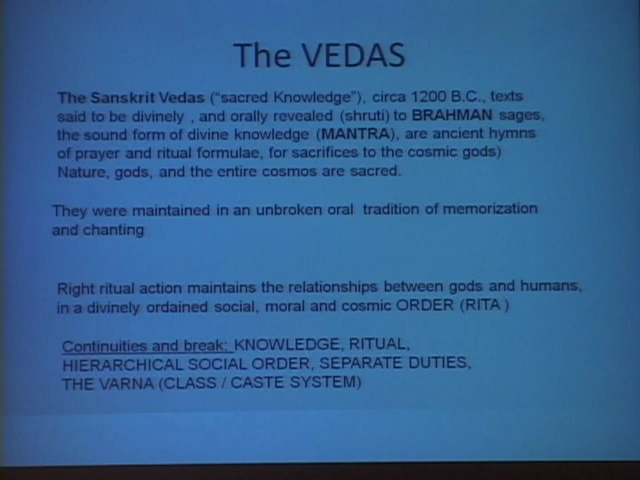 The VEDAS
The Sanskrit Vedas (“sacred Knowledge”), circa 1200 B.C., texts
said to be divinely , and orally revealed (shruti) to BRAHMAN sages,
the sound form of divine knowledge (MANTRA), are ancient hymns
of prayer and ritual formulae, for sacrifices to the cosmic gods)
Nature, gods, and the entire cosmos are sacred.
They were maintained in an unbroken oral tradition of memorization
and chanting
Right ritual action maintains the relationships between gods and humans,
in a divinely ordained social, moral and cosmic ORDER (RITA )
Continuities and break: KNOWLEDGE, RITUAL,
HIERARCHICAL SOCIAL ORDER, SEPARATE DUTIES,
THE VARNA (CLASS / CASTE SYSTEM)